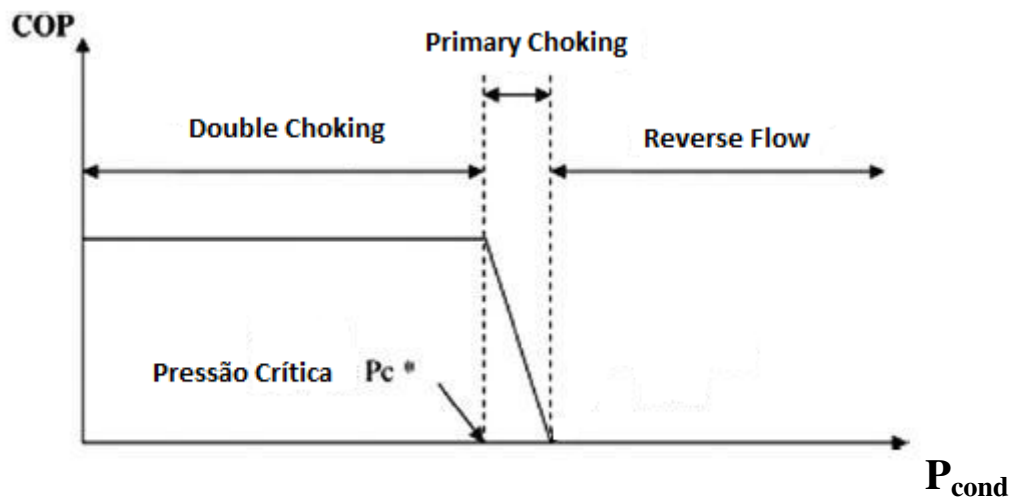 COP
Primary Choking
Double Choking
Reverse Flow
Pressão Crítica Pc *
Pcond